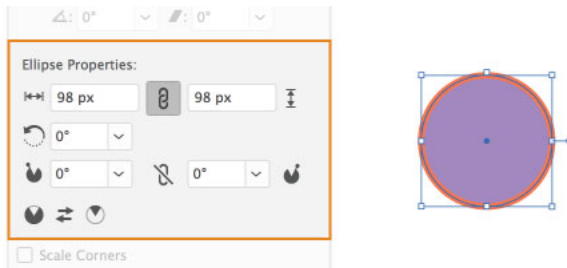 0° 0°
Ellipse Properties:
98 px 98 px
0°
0° 0°
Scale Corners